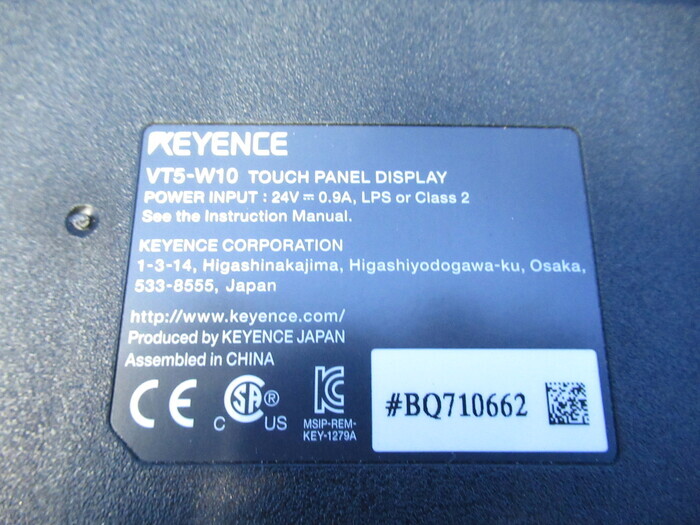 KEYENCE
VT5-W10 TOUCH PANEL DISPLAY
POWER INPUT : 24V⎓0.9A, LPS or Class 2
See the Instruction Manual.
KEYENCE CORPORATION
1-3-14, Higashinakajima, Higashiyodogawa-ku, Osaka,
533-8555, Japan
http://www.keyence.com/
Produced by KEYENCE JAPAN
Assembled in CHINA
CE C SA ® US KC
MSIP-REM-
KEY-1279A
#BQ710662